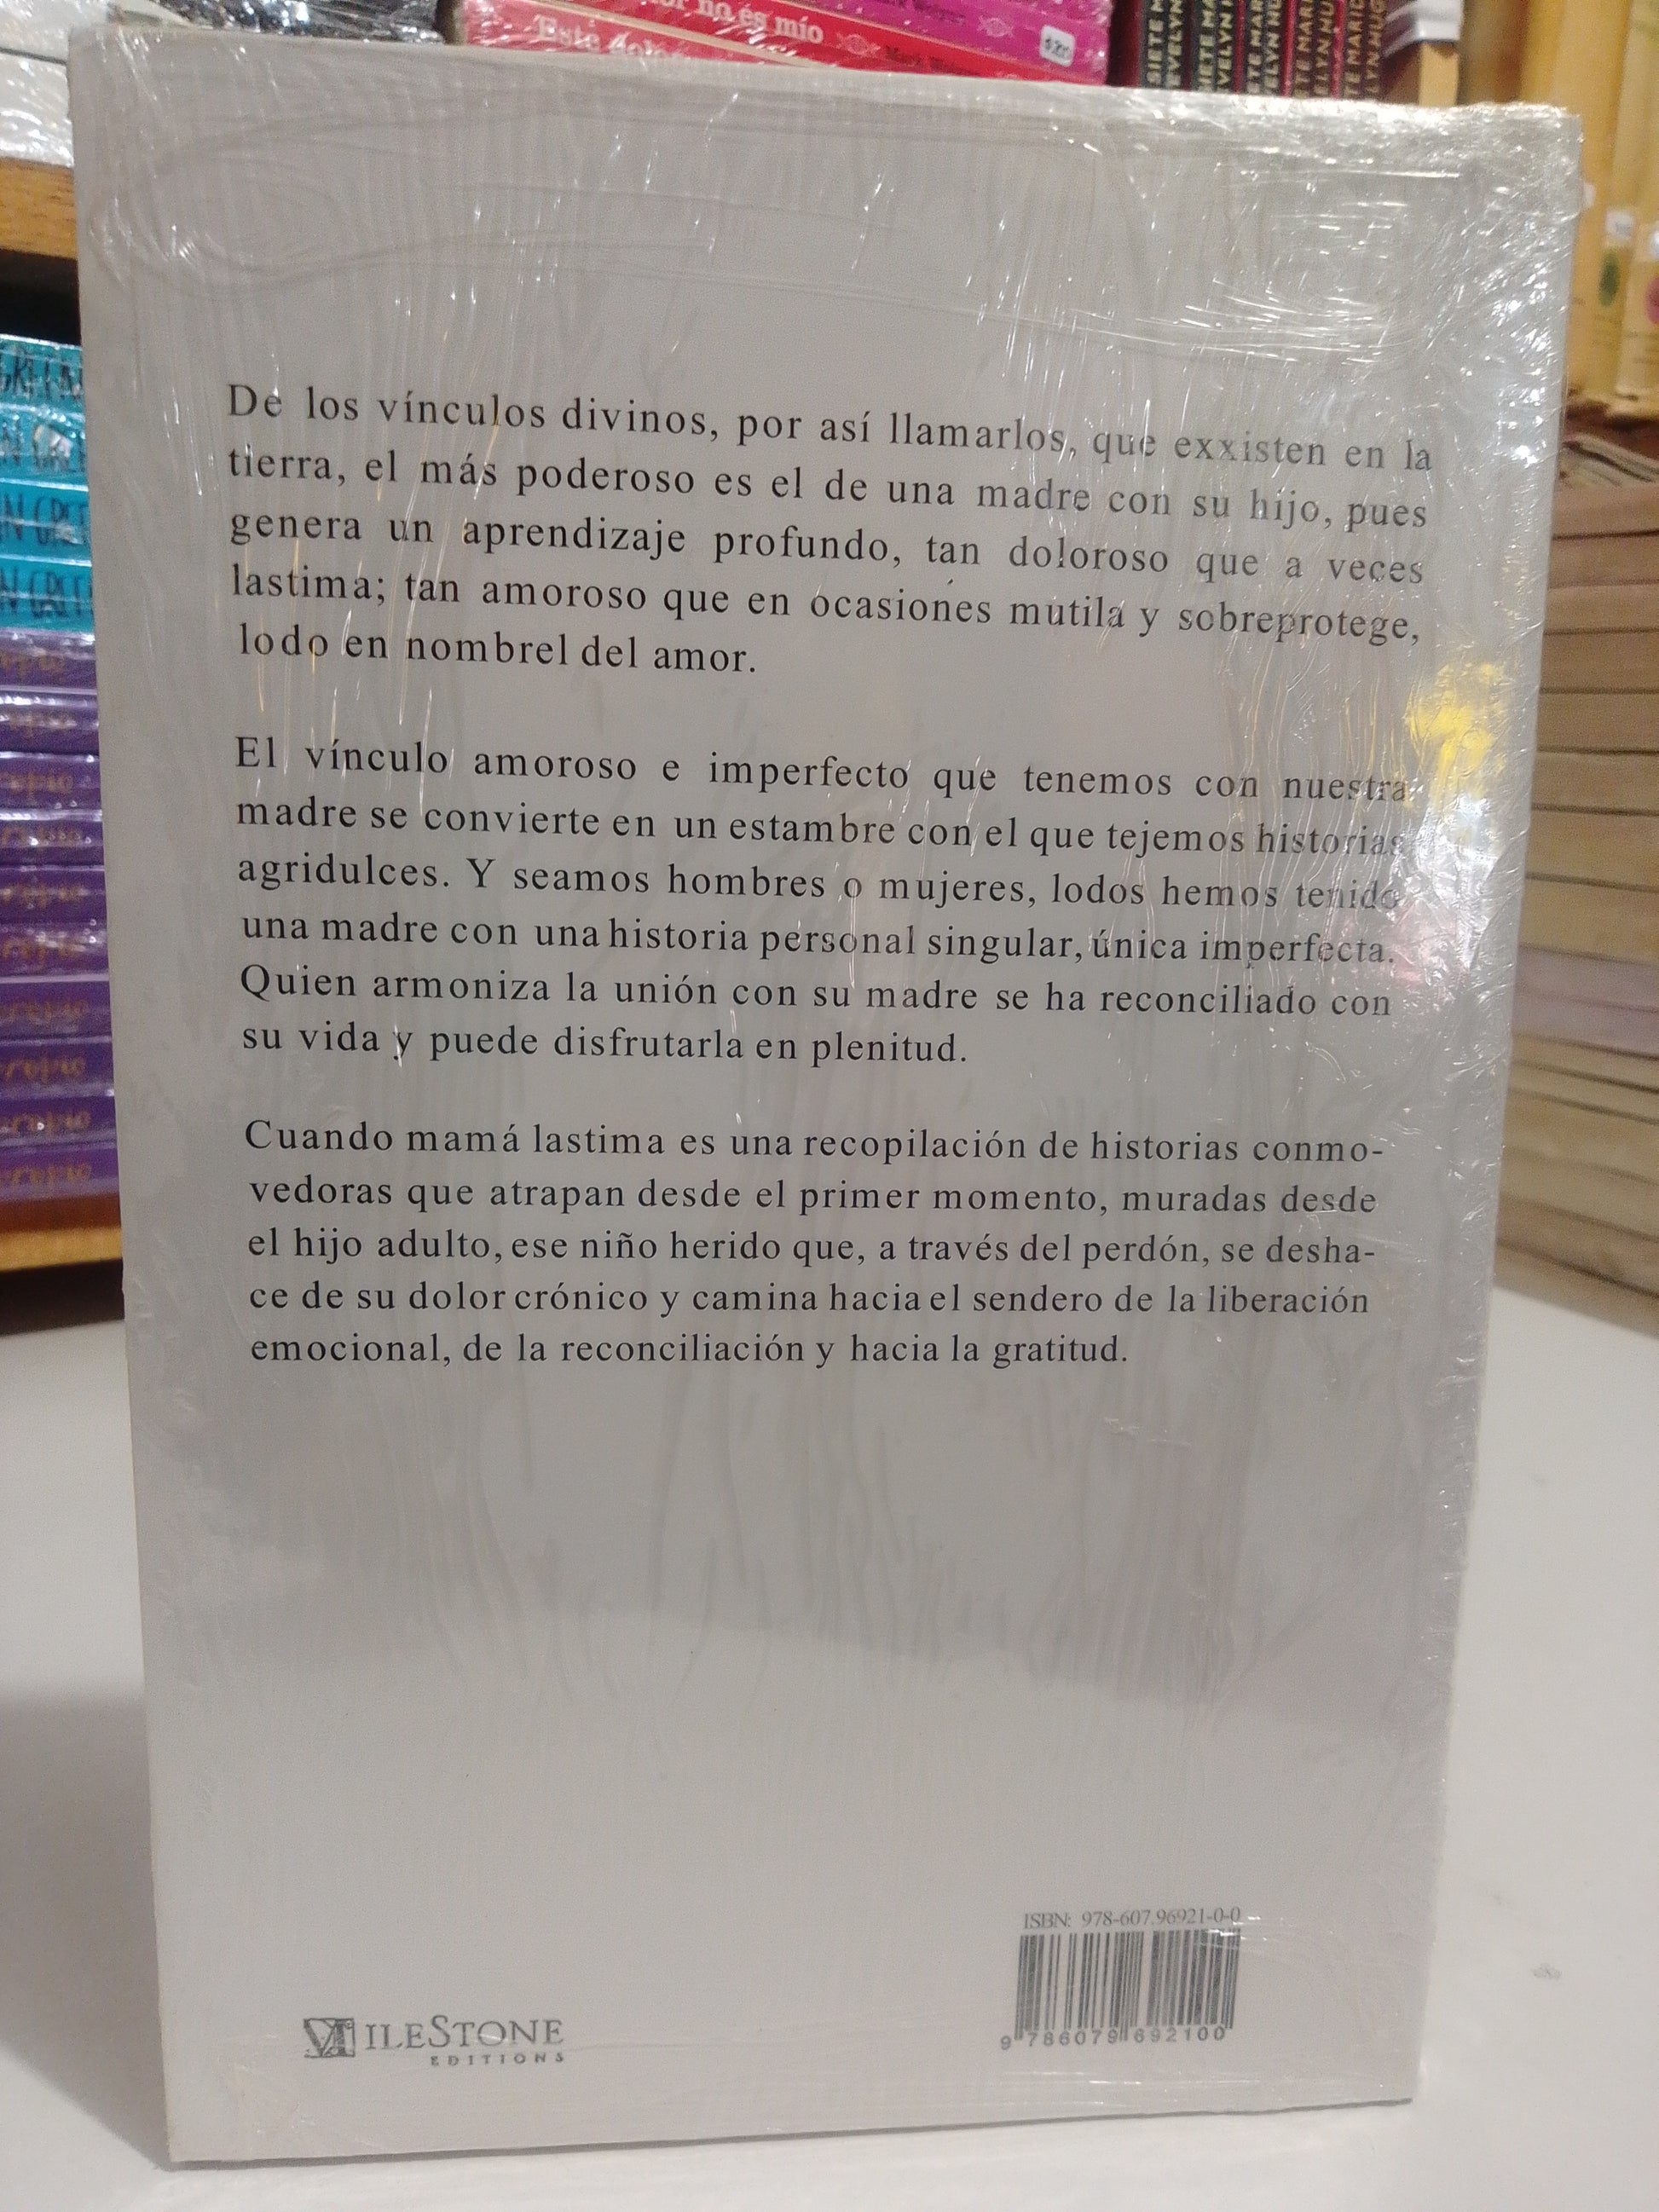 no es mío
Este dolor
$2
De los vínculos divinos, por así llamarlos, que exxisten en la
tierra, el más poderoso es el de una madre con su hijo, pues
genera un aprendizaje profundo, tan doloroso que a veces
lastima; tan amoroso que en ocasiones mutila y sobreprotege,
lodo en nombrel del amor.
El vínculo amoroso e imperfecto que tenemos con nuestra
madre se convierte en un estambre con el que tejemos historias
agridulces. Y seamos hombres o mujeres, lodos hemos tenido
una madre con una historia personal singular, única imperfecta.
Quien armoniza la unión con su madre se ha reconciliado con
su vida y puede disfrutarla en plenitud.
Cuando mamá lastima es una recopilación de historias conmo-
vedoras que atrapan desde el primer momento, muradas desde
el hijo adulto, ese niño herido que, a través del perdón, se desha-
ce de su dolor crónico y camina hacia el sendero de la liberación
emocional, de la reconciliación y hacia la gratitud.
ISBN: 978-607.96921-0-0
9 786079 692100
MILESTONE
EDITIONS